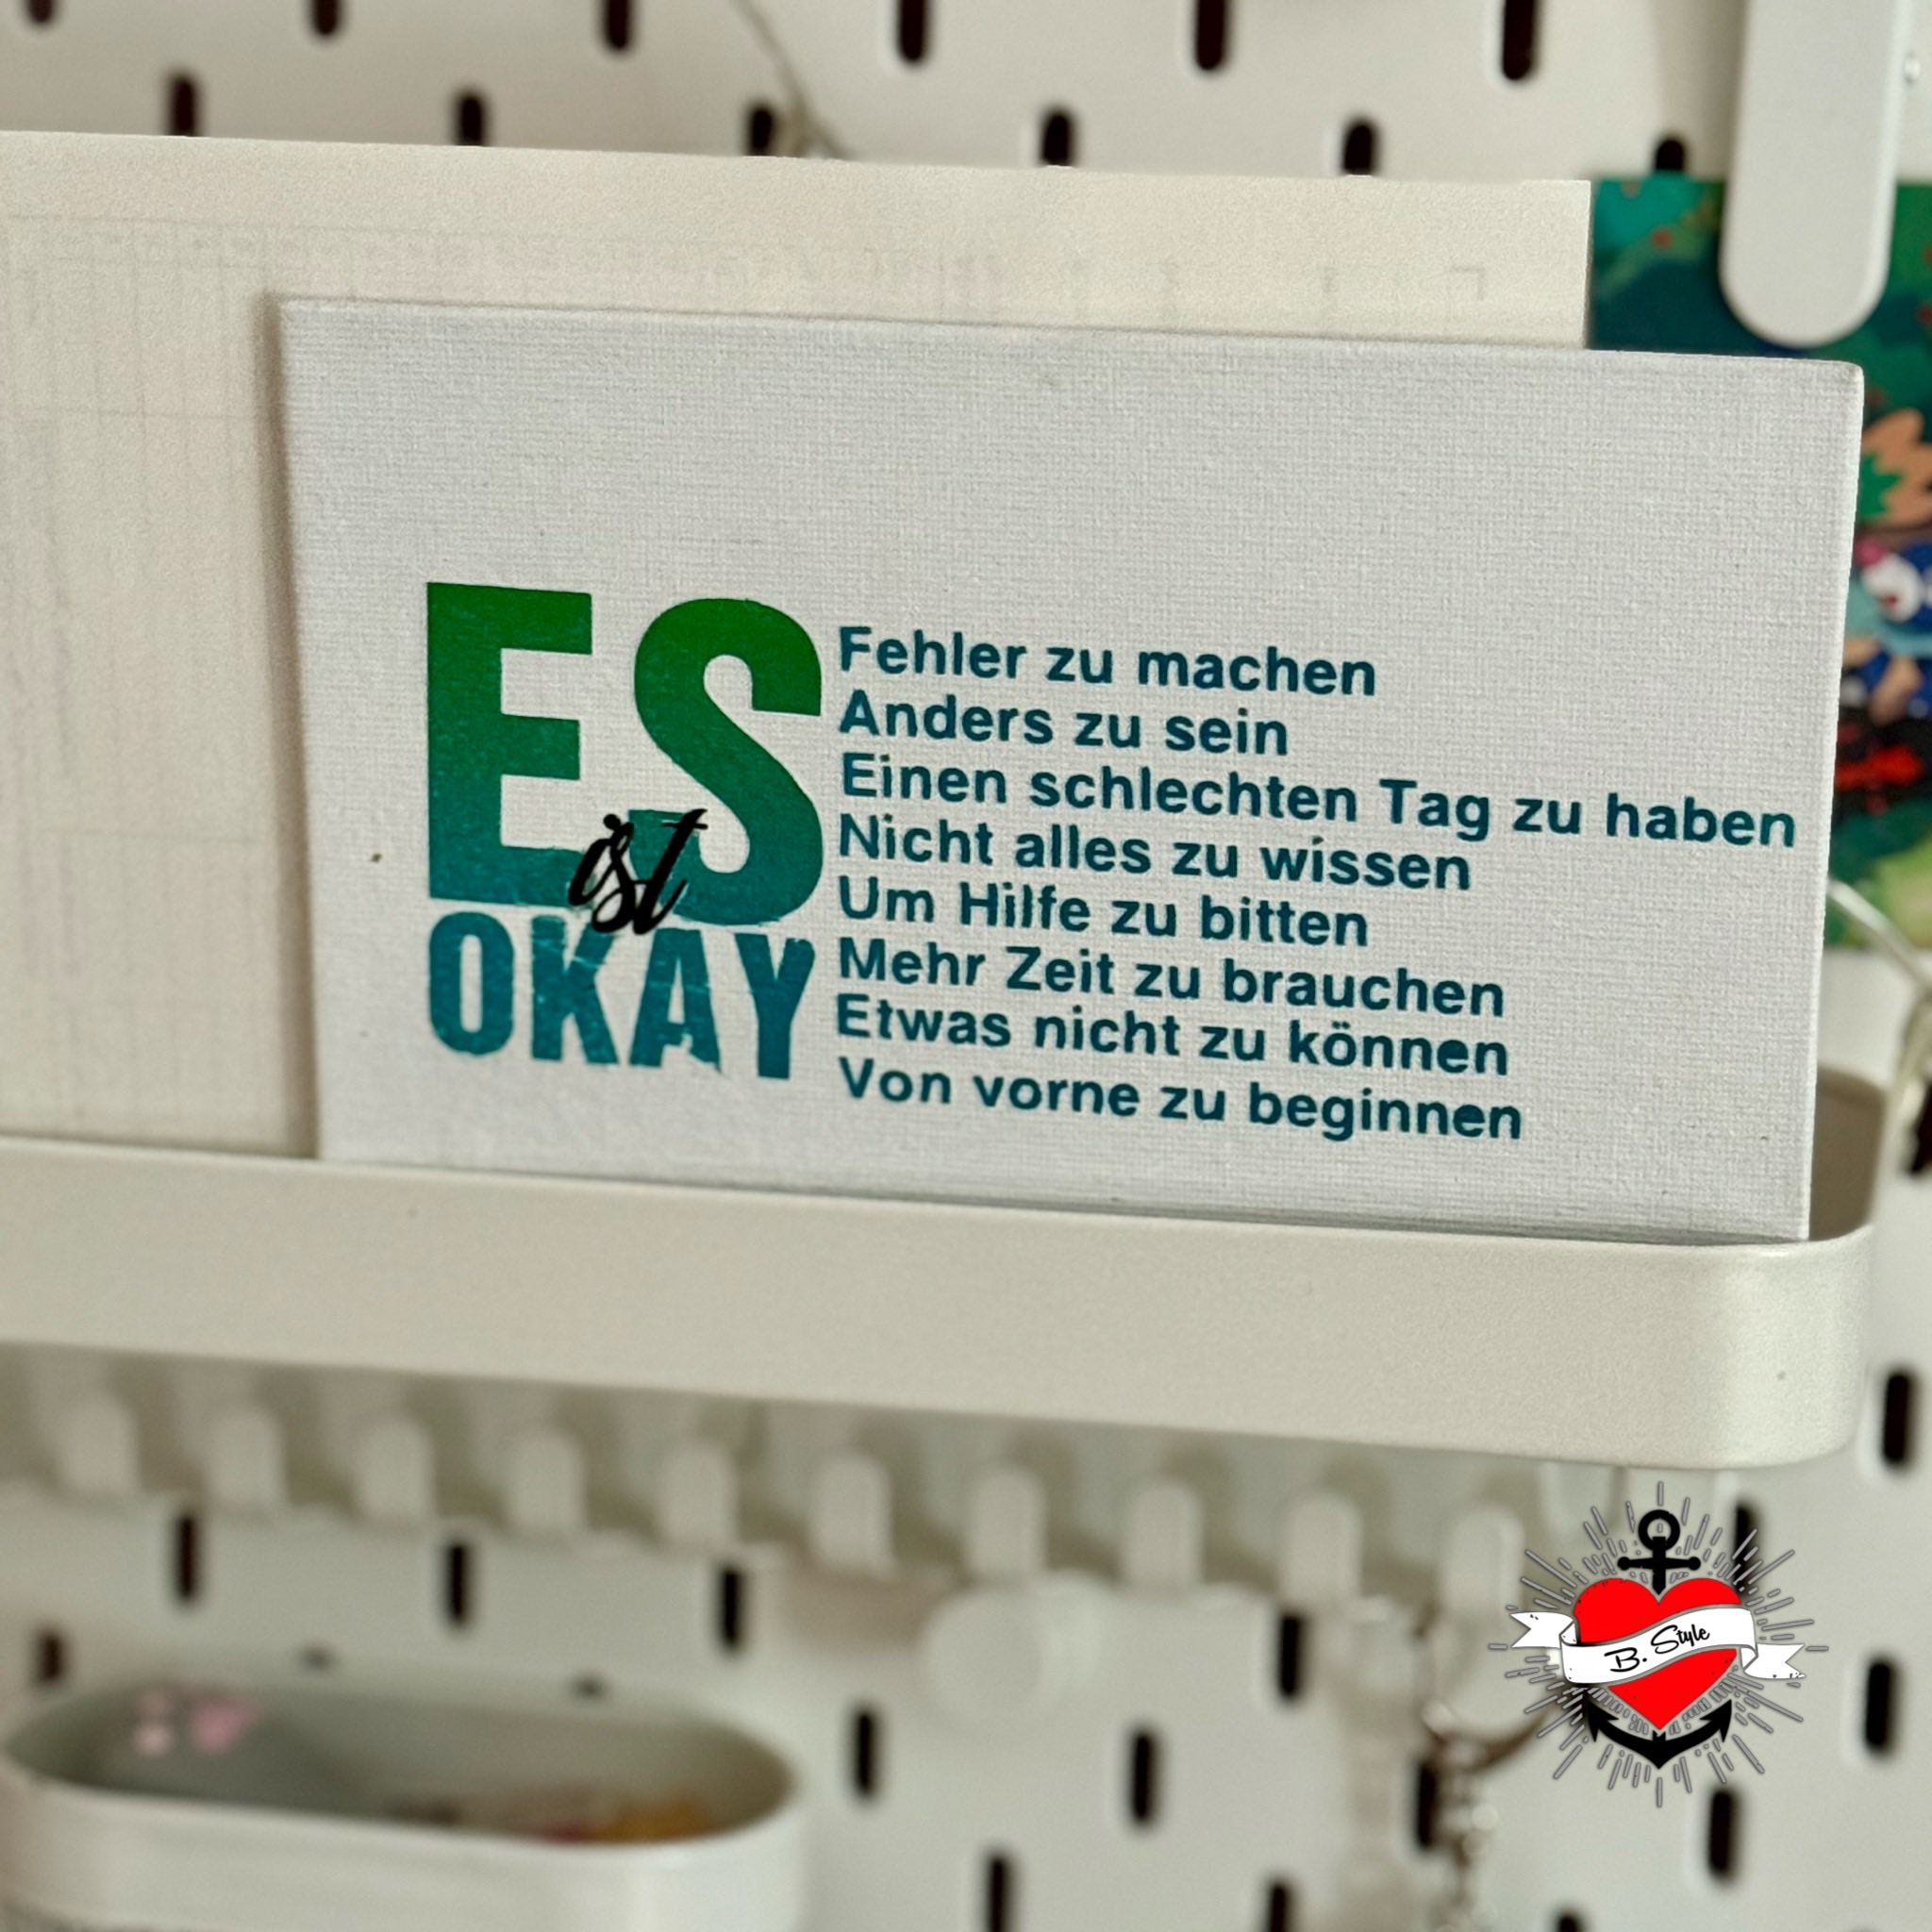 ES
ist
OKAY
Fehler zu machen
Anders zu sein
Einen schlechten Tag zu haben
Nicht alles zu wissen
Um Hilfe zu bitten
Mehr Zeit zu brauchen
Etwas nicht zu können
Von vorne zu beginnen
B. Style